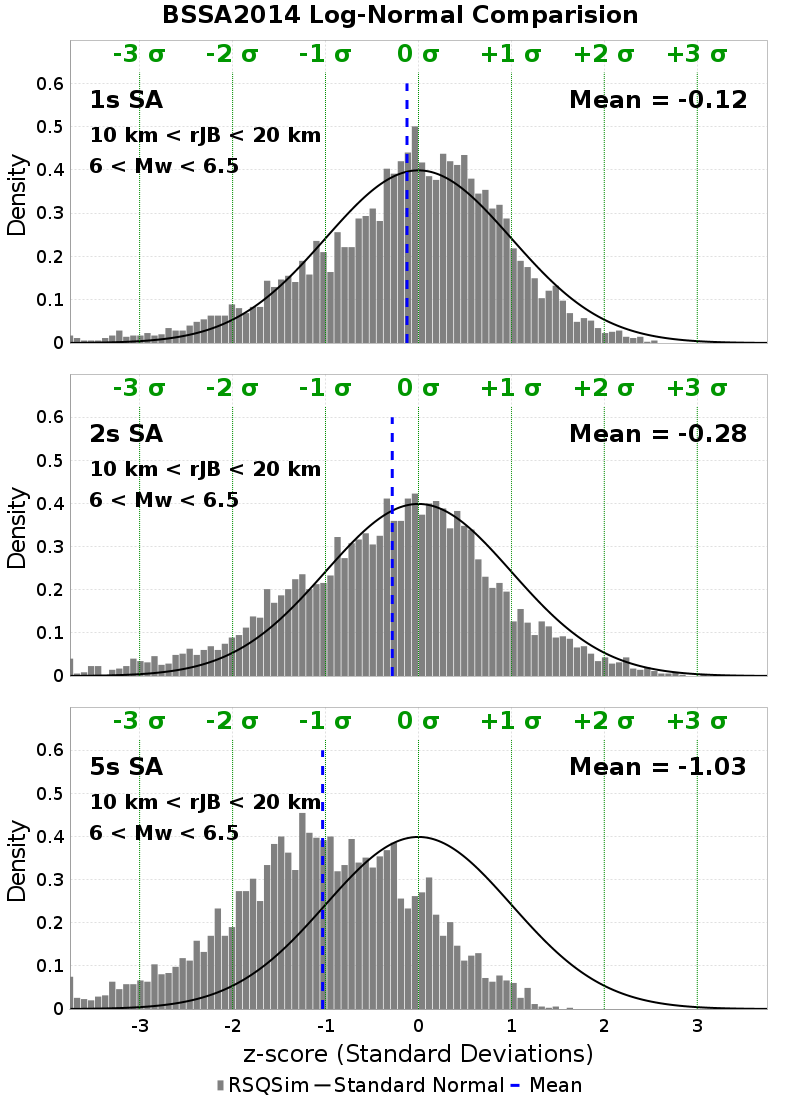 BSSA2014 Log-Normal Comparision
-3 σ -2 σ -1 σ 0 σ +1 σ +2 σ +3 σ
0.6
1s SA Mean = -0.12
0.5
10 km < rJB < 20 km
6 < Mw < 6.5
0.4
0.3
0.2
0.1
0
Density
-3 σ -2 σ -1 σ 0 σ +1 σ +2 σ +3 σ
0.6
2s SA Mean = -0.28
0.5
10 km < rJB < 20 km
6 < Mw < 6.5
0.4
0.3
0.2
0.1
0
Density
-3 σ -2 σ -1 σ 0 σ +1 σ +2 σ +3 σ
0.6
5s SA Mean = -1.03
0.5
10 km < rJB < 20 km
6 < Mw < 6.5
0.4
0.3
0.2
0.1
0
Density
-3 -2 -1 0 1 2 3
z-score (Standard Deviations)
RSQSim Standard Normal Mean